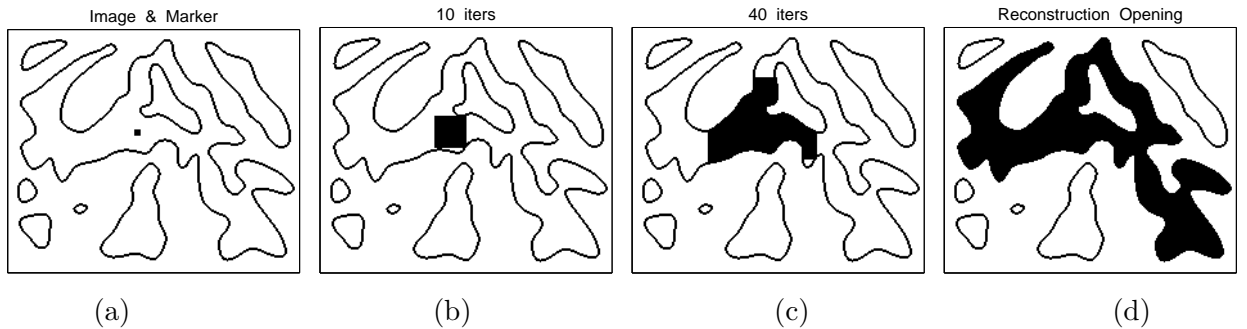 Image & Marker
10 iters
40 iters
Reconstruction Opening
(a)
(b)
(c)
(d)